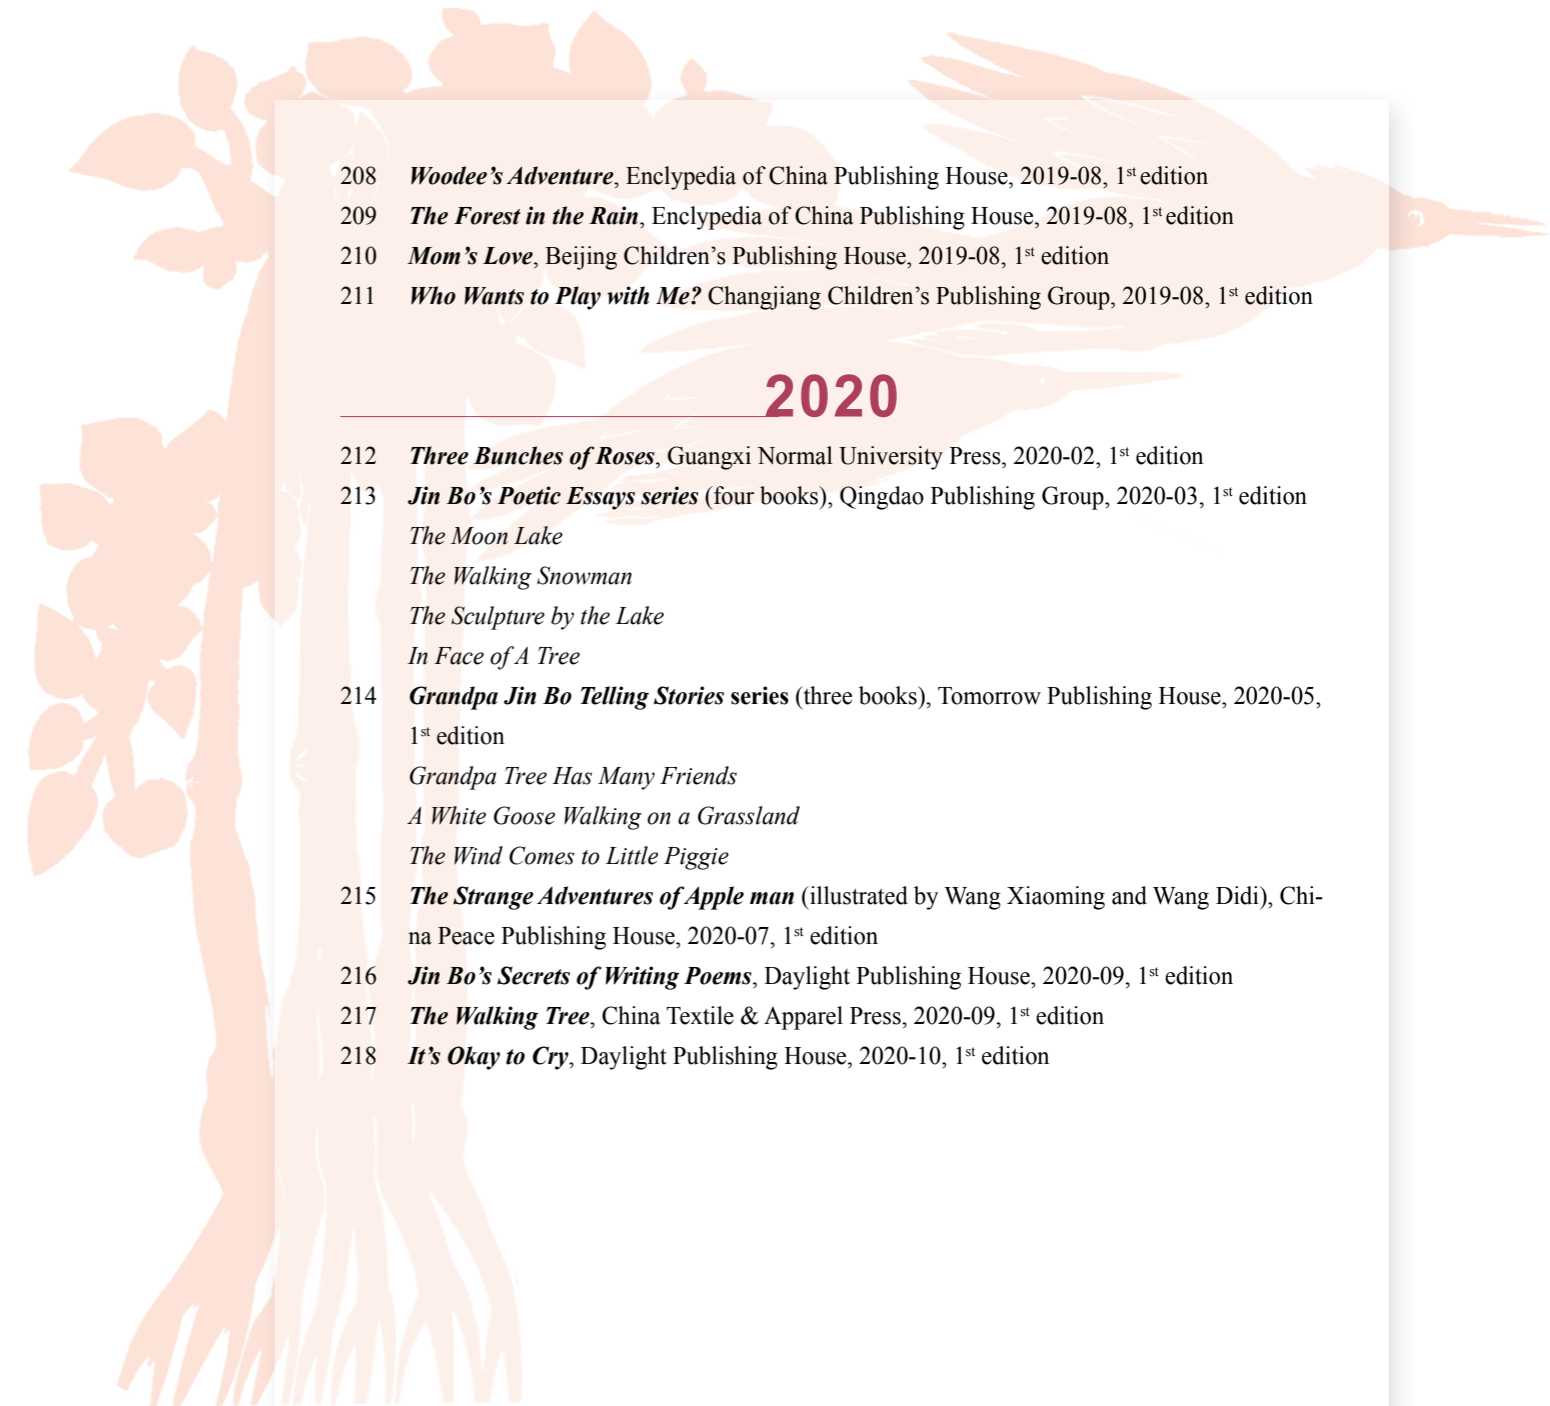 208 Woodee’s Adventure, Enclypedia of China Publishing House, 2019-08, 1st edition
209 The Forest in the Rain, Enclypedia of China Publishing House, 2019-08, 1st edition
210 Mom’s Love, Beijing Children’s Publishing House, 2019-08, 1st edition
211 Who Wants to Play with Me? Changjiang Children’s Publishing Group, 2019-08, 1st edition
2020
212 Three Bunches of Roses, Guangxi Normal University Press, 2020-02, 1st edition
213 Jin Bo’s Poetic Essays series (four books), Qingdao Publishing Group, 2020-03, 1st edition
The Moon Lake
The Walking Snowman
The Sculpture by the Lake
In Face of A Tree
214 Grandpa Jin Bo Telling Stories series (three books), Tomorrow Publishing House, 2020-05,
1st edition
Grandpa Tree Has Many Friends
A White Goose Walking on a Grassland
The Wind Comes to Little Piggie
215 The Strange Adventures of Apple man (illustrated by Wang Xiaoming and Wang Didi), Chi-
na Peace Publishing House, 2020-07, 1st edition
216 Jin Bo’s Secrets of Writing Poems, Daylight Publishing House, 2020-09, 1st edition
217 The Walking Tree, China Textile & Apparel Press, 2020-09, 1st edition
218 It’s Okay to Cry, Daylight Publishing House, 2020-10, 1st edition